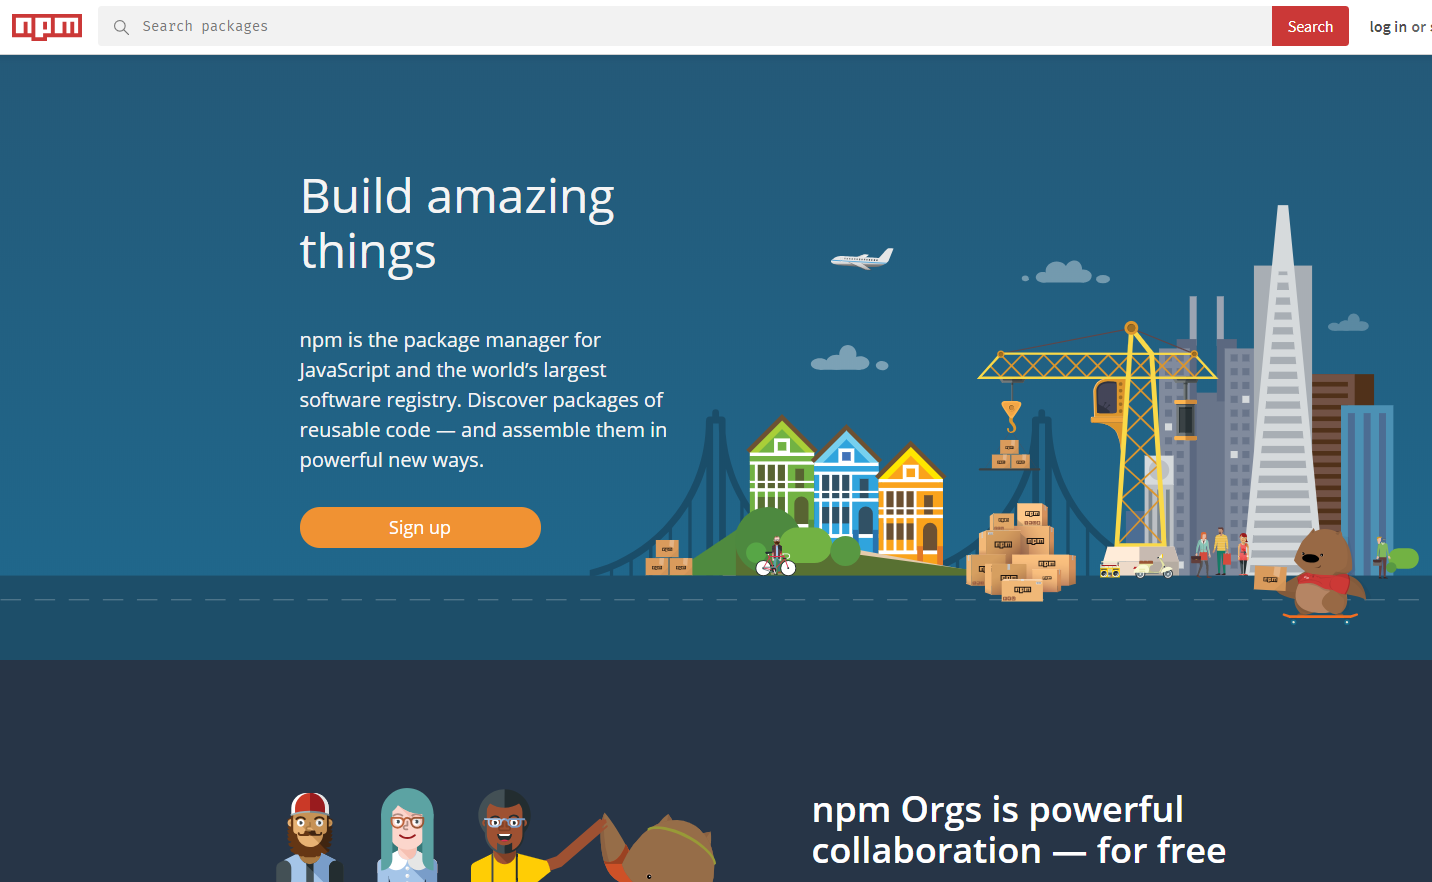 npm
Search packages
Search
log in or
Build amazing
things
npm is the package manager for
JavaScript and the world’s largest
software registry. Discover packages of
reusable code — and assemble them in
powerful new ways.
Sign up
npm Orgs is powerful
collaboration — for free